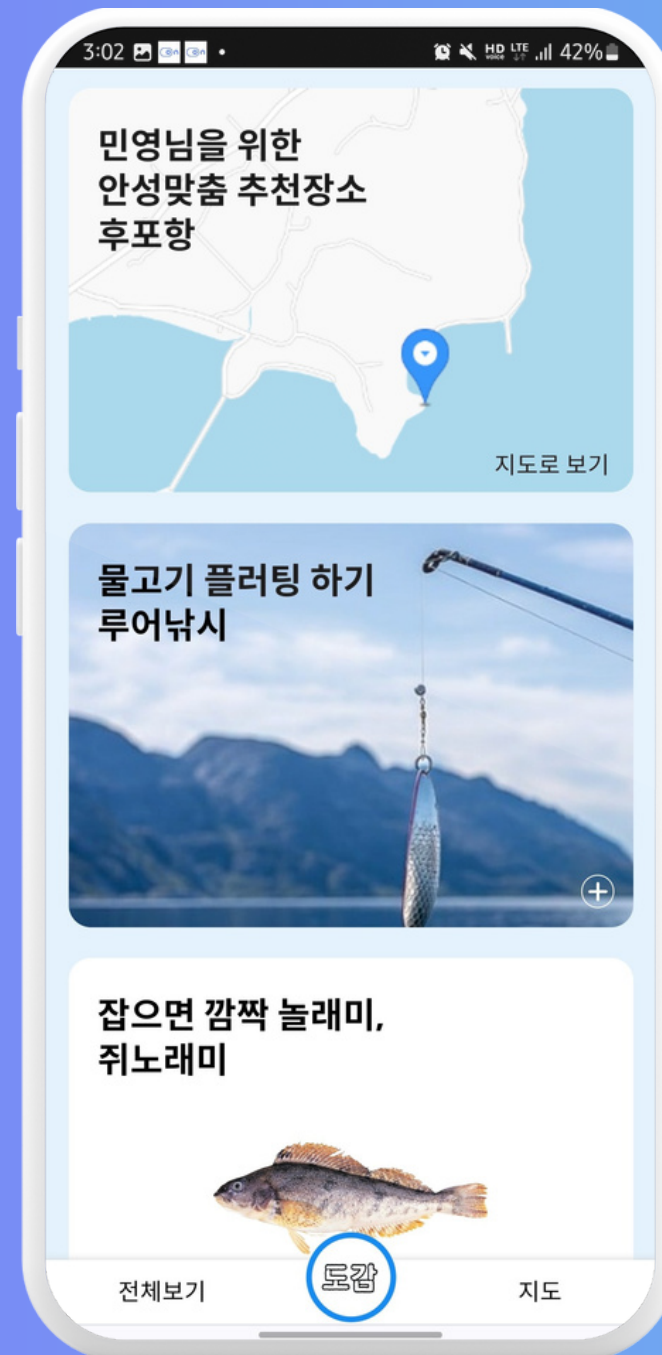 3:02
HD voice LTE 42%
민영님을 위한
안성맞춤 추천장소
후포항
지도로 보기
물고기 플러팅 하기
루어낚시
잡으면 깜짝 놀래미,
쥐노래미
전체보기
도감
지도